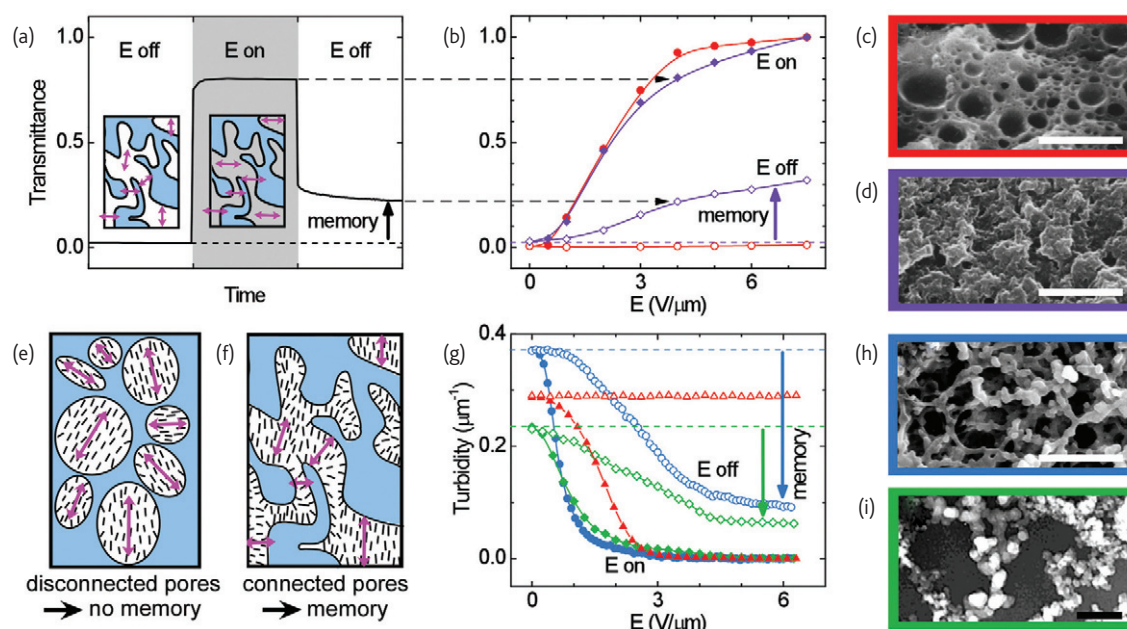 (a)
1.0
0.5
0.0
Transmittance
E off
E on
E off
memory
Time
(b)
1.0
0.5
0.0
E on
E off
memory
0
3
6
E (V/μm)
(c)
(d)
(e)
disconnected pores
no memory
(f)
connected pores
memory
(g)
0.4
0.2
0.0
Turbidity (μm⁻¹)
E off
memory
E on
0
3
6
E (V/μm)
(h)
(i)